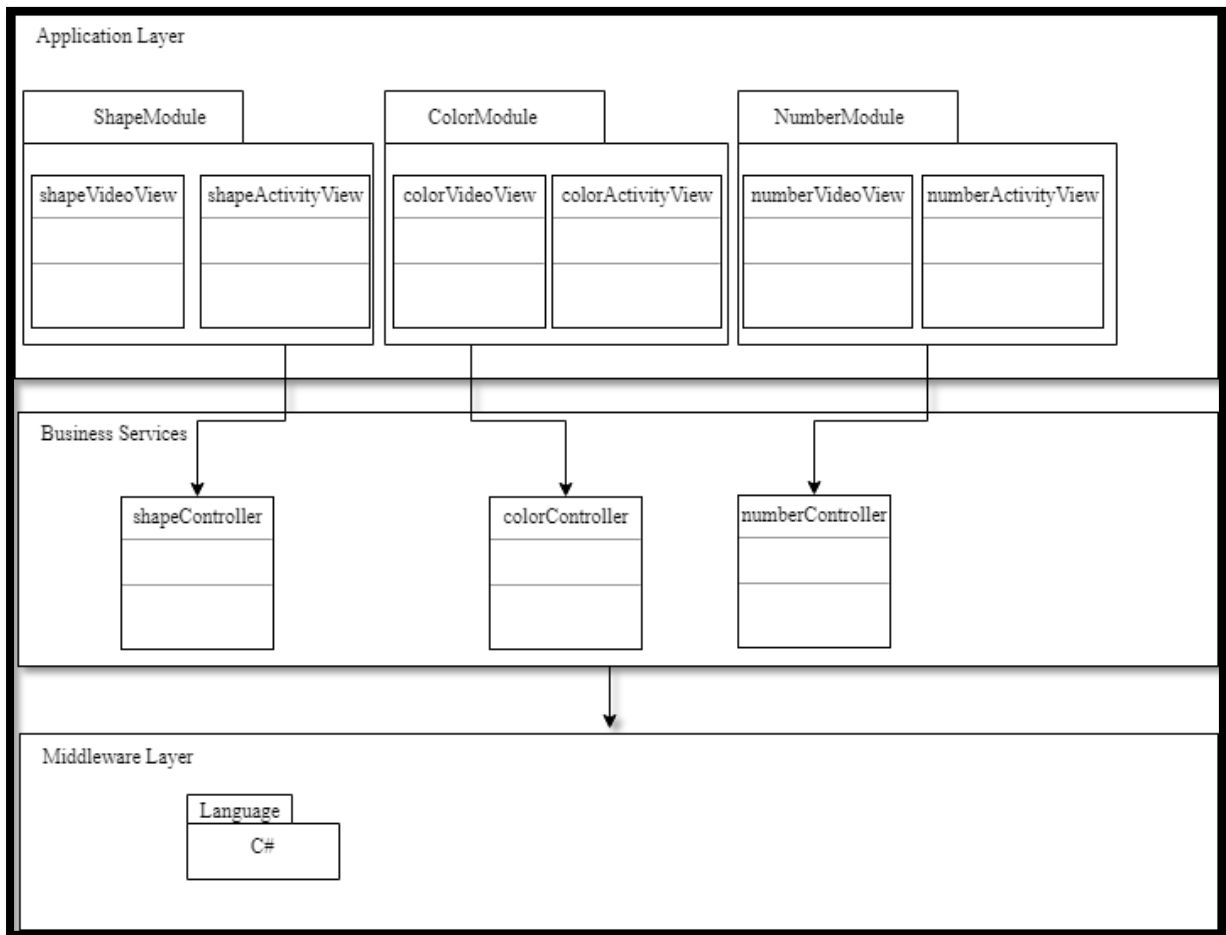 Application Layer
ShapeModule
ColorModule
NumberModule
shapeVideoView
shapeActivityView
colorVideoView
colorActivityView
numberVideoView
numberActivityView
Business Services
shapeController
colorController
numberController
Middleware Layer
Language
C#